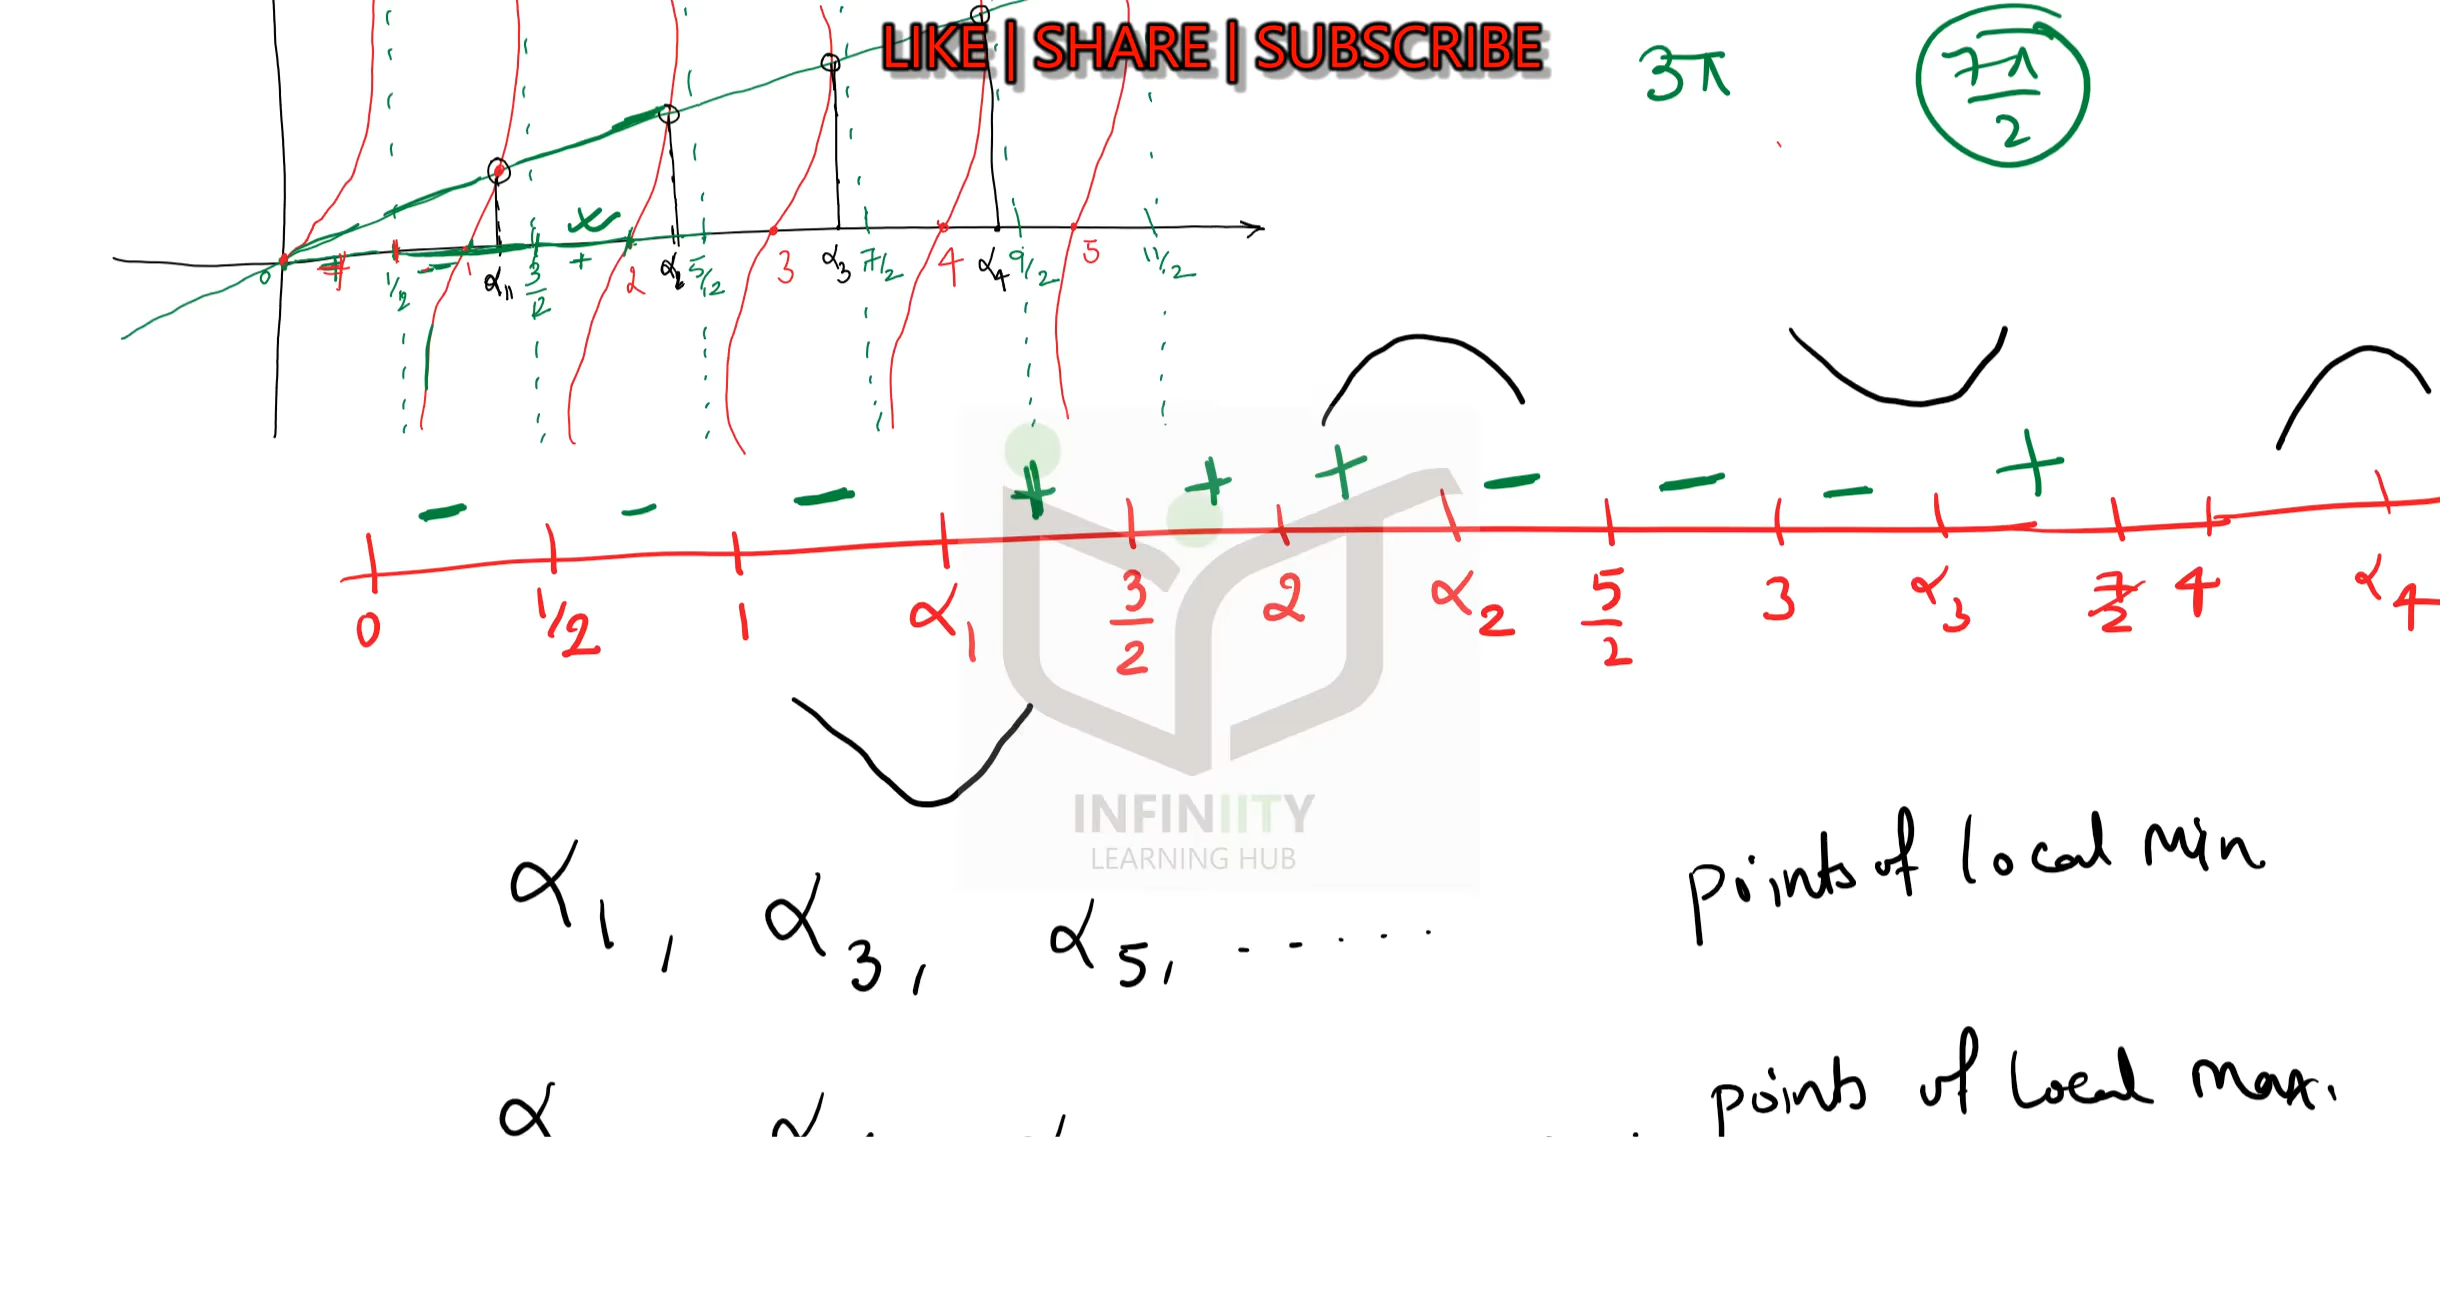 LIKE | SHARE | SUBSCRIBE
3π
7π/2
0 1/2 1 α1 3/2 2 α2 5/2 3 α3 7/2 4 α4 9/2 5 11/2
- + x
- - - + + + - - - +
0 1/2 1 α1 3/2 2 α2 5/2 3 α3 7/2 4 α4
INFINIITY
LEARNING HUB
α1, α3, α5, ----- points of local min
α points of local max.